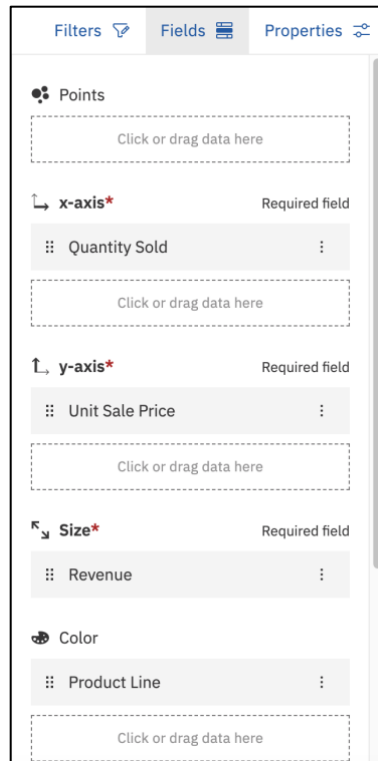 Filters Fields Properties
Points
Click or drag data here
x-axis* Required field
Quantity Sold
Click or drag data here
y-axis* Required field
Unit Sale Price
Click or drag data here
Size* Required field
Revenue
Color
Product Line
Click or drag data here